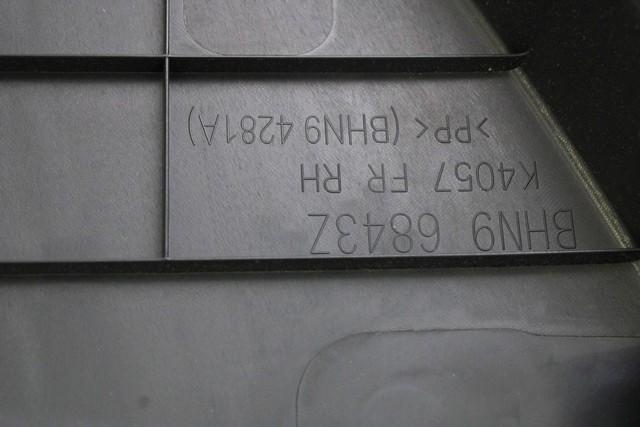 BHN9 6843Z
K4057 FR RH
>PP< (BHN9 4281A)